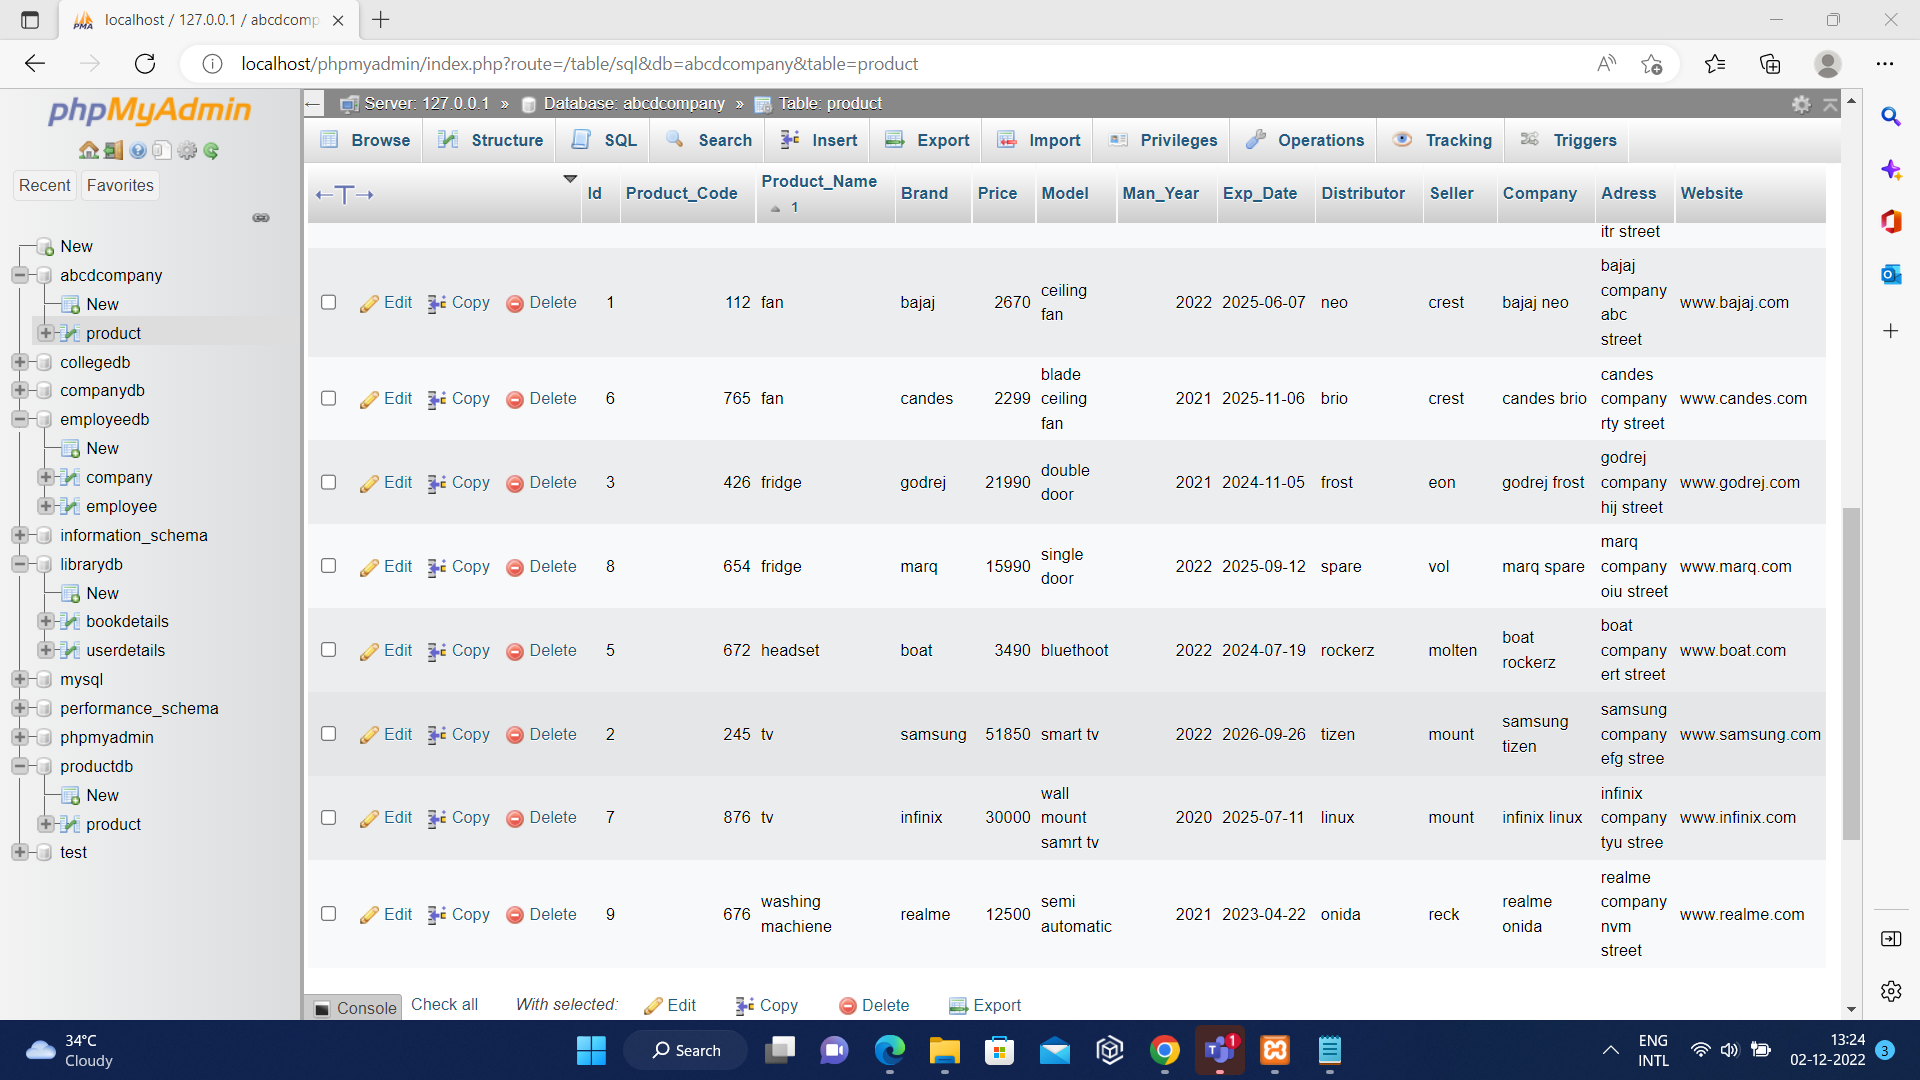 localhost / 127.0.0.1 / abcdcomp
localhost/phpmyadmin/index.php?route=/table/sql&db=abcdcompany&table=product
phpMyAdmin
Recent
Favorites
New
abcdcompany
New
product
collegedb
companydb
employeedb
New
company
employee
information_schema
librarydb
New
bookdetails
userdetails
mysql
performance_schema
phpmyadmin
productdb
New
product
test
Server: 127.0.0.1 » Database: abcdcompany » Table: product
Browse Structure SQL Search Insert Export Import Privileges Operations Tracking Triggers
Id Product_Code Product_Name 1 Brand Price Model Man_Year Exp_Date Distributor Seller Company Adress Website
itr street
Edit Copy Delete 1 112 fan bajaj 2670 ceiling fan 2022 2025-06-07 neo crest bajaj neo bajaj company abc street www.bajaj.com
Edit Copy Delete 6 765 fan candes 2299 blade ceiling fan 2021 2025-11-06 brio crest candes brio candes company rty street www.candes.com
Edit Copy Delete 3 426 fridge godrej 21990 double door 2021 2024-11-05 frost eon godrej frost godrej company hij street www.godrej.com
Edit Copy Delete 8 654 fridge marq 15990 single door 2022 2025-09-12 spare vol marq spare marq company oiu street www.marq.com
Edit Copy Delete 5 672 headset boat 3490 bluethoot 2022 2024-07-19 rockerz molten boat rockerz boat company ert street www.boat.com
Edit Copy Delete 2 245 tv samsung 51850 smart tv 2022 2026-09-26 tizen mount samsung tizen samsung company efg stree www.samsung.com
Edit Copy Delete 7 876 tv infinix 30000 wall mount samrt tv 2020 2025-07-11 linux mount infinix linux infinix company tyu stree www.infinix.com
Edit Copy Delete 9 676 washing machiene realme 12500 semi automatic 2021 2023-04-22 onida reck realme onida realme company nvm street www.realme.com
Console Check all With selected: Edit Copy Delete Export
34°C
Cloudy
Search
1
ENG
INTL
13:24
02-12-2022
3